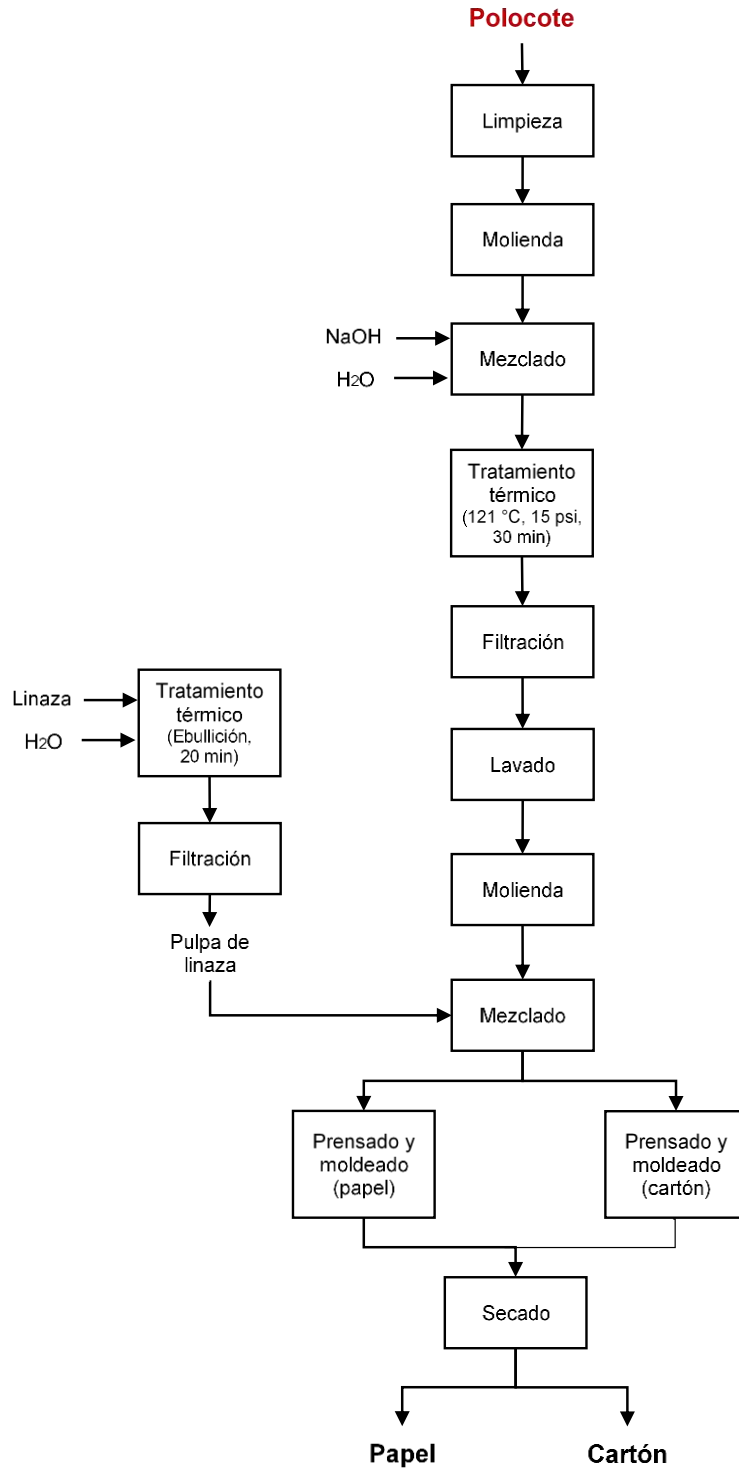 Polocote
Limpieza
Molienda
NaOH
H2O
Mezclado
Tratamiento
térmico
(121 °C, 15 psi,
30 min)
Filtración
Lavado
Molienda
Linaza
H2O
Tratamiento
térmico
(Ebullición,
20 min)
Filtración
Pulpa de
linaza
Mezclado
Prensado y
moldeado
(papel)
Prensado y
moldeado
(cartón)
Secado
Papel
Cartón